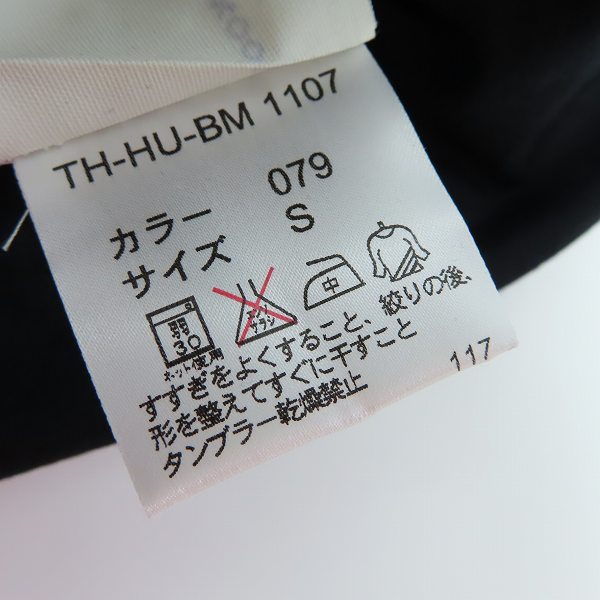 TH-HU-BM 1107
カラー 079
サイズ S
弱
30
ネット使用
エンソ
サラシ
中
すすぎをよくすること、絞りの後、
形を整えてすぐに干すこと
タンブラー乾燥禁止
117